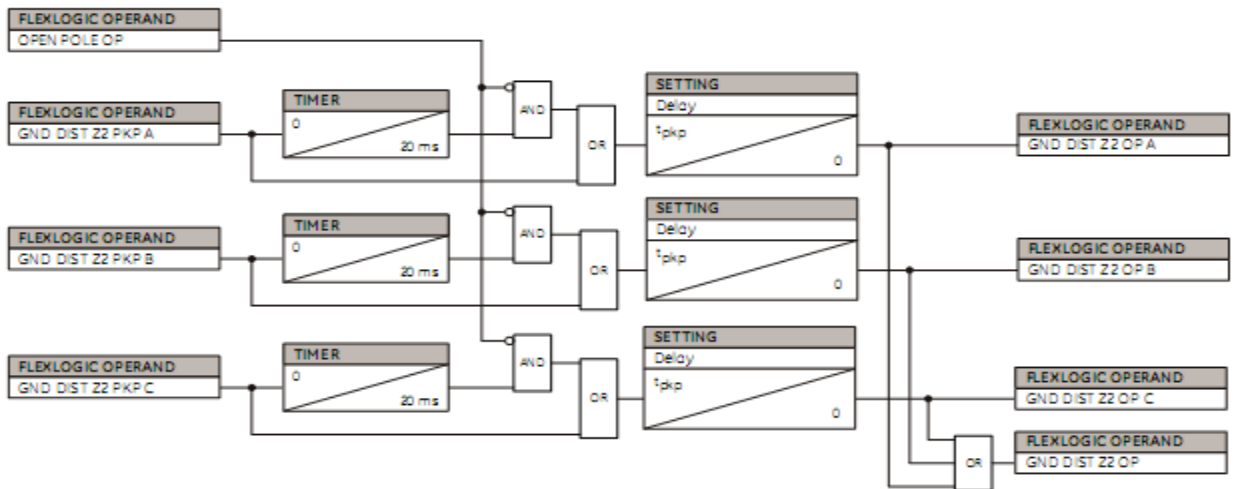 FLEXLOGIC OPERAND
OPEN POLE OP
FLEXLOGIC OPERAND
GND DIST Z2 PKP A
TIMER
0
20 ms
AND
OR
SETTING
Delay
tpkp
0
FLEXLOGIC OPERAND
GND DIST Z2 OP A
FLEXLOGIC OPERAND
GND DIST Z2 PKP B
TIMER
0
20 ms
AND
OR
SETTING
Delay
tpkp
0
FLEXLOGIC OPERAND
GND DIST Z2 OP B
FLEXLOGIC OPERAND
GND DIST Z2 PKP C
TIMER
0
20 ms
AND
OR
SETTING
Delay
tpkp
0
FLEXLOGIC OPERAND
GND DIST Z2 OP C
OR
FLEXLOGIC OPERAND
GND DIST Z2 OP